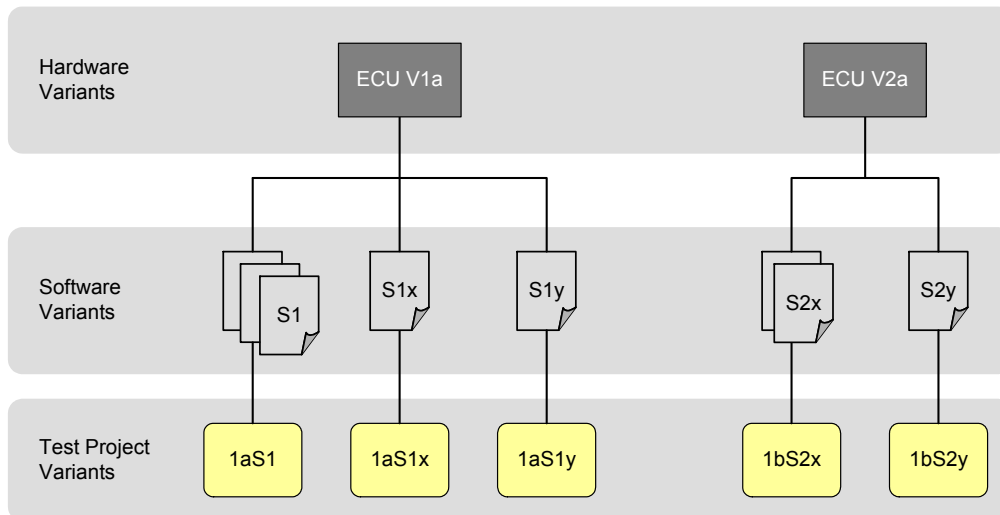 Hardware
Variants
ECU V1a
ECU V2a
Software
Variants
S1
S1x
S1y
S2x
S2y
Test Project
Variants
1aS1
1aS1x
1aS1y
1bS2x
1bS2y